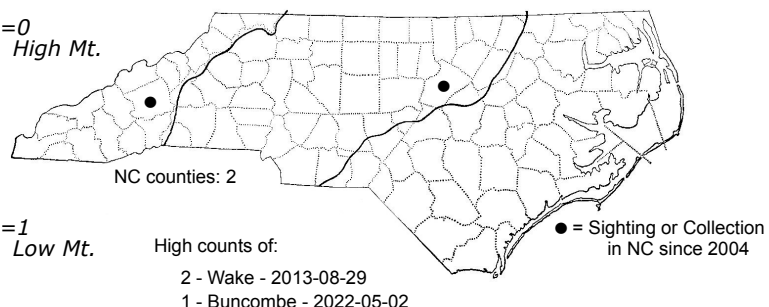 =0
High Mt.
NC counties: 2
=1
Low Mt.
High counts of:
2 - Wake - 2013-08-29
1 - Buncombe - 2022-05-02
● = Sighting or Collection
in NC since 2004